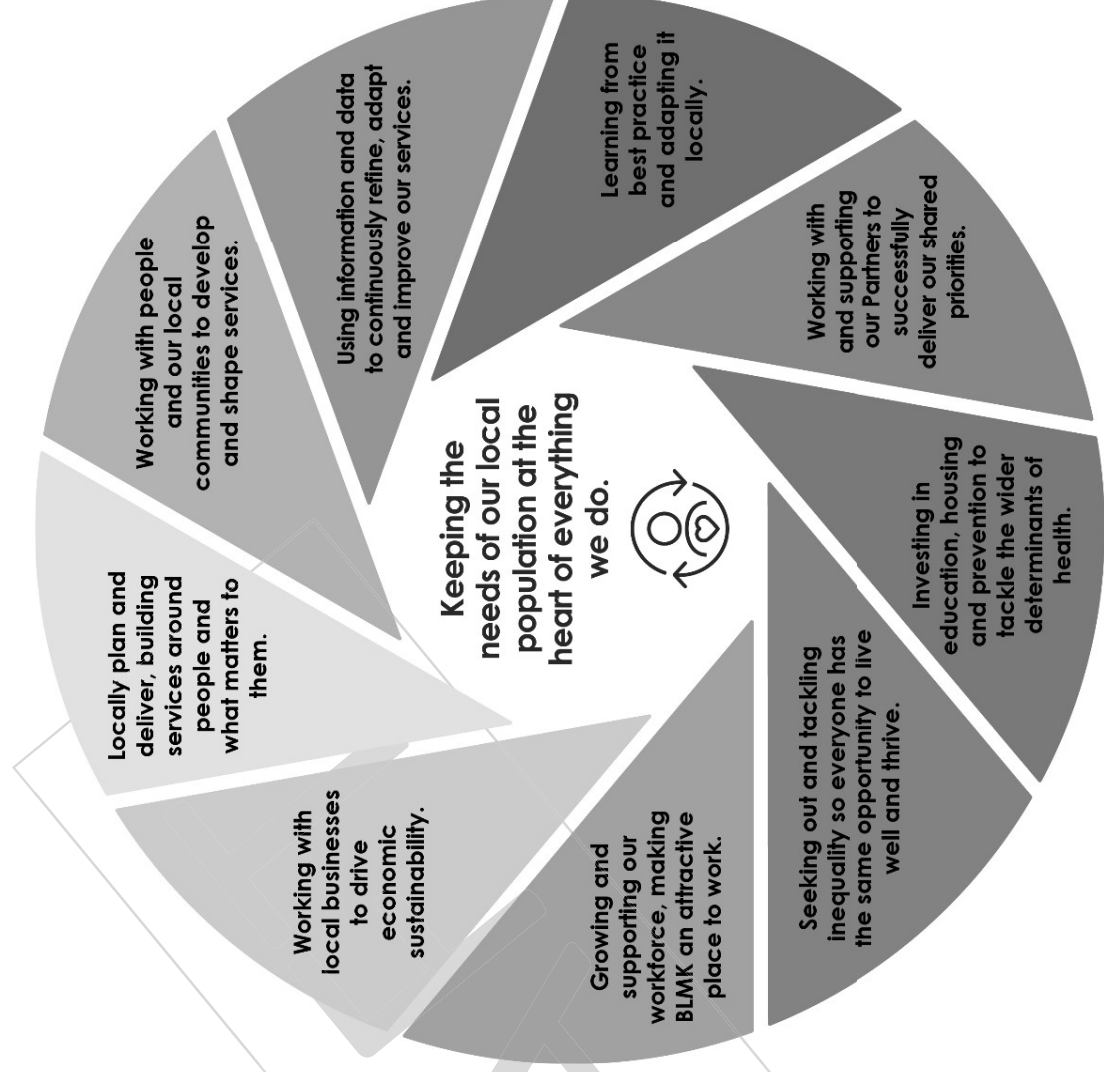 Keeping the
needs of our local
population at the
heart of everything
we do.
Locally plan and
deliver, building
services around
people and
what matters to
them.
Working with people
and our local
communities to develop
and shape services.
Using information and data
to continuously refine, adapt
and improve our services.
Learning from
best practice
and adapting it
locally.
Working with
and supporting
our Partners to
successfully
deliver our shared
priorities.
Investing in
education, housing
and prevention to
tackle the wider
determinants of
health.
Seeking out and tackling
inequality so everyone has
the same opportunity to live
well and thrive.
Growing and
supporting our
workforce, making
BLMK an attractive
place to work.
Working with
local businesses
to drive
economic
sustainability.